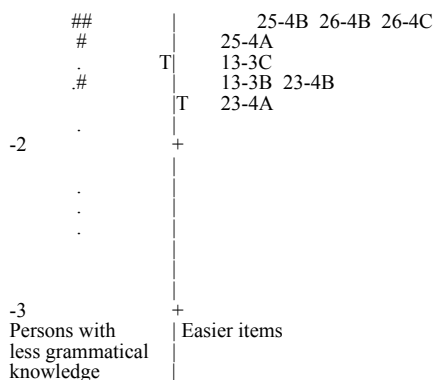 ## | 25-4B 26-4B 26-4C
# | 25-4A
. T| 13-3C
.# | 13-3B 23-4B
|T 23-4A
. |
-2 +
|
. |
. |
. |
|
|
|
-3 +
Persons with | Easier items
less grammatical |
knowledge |